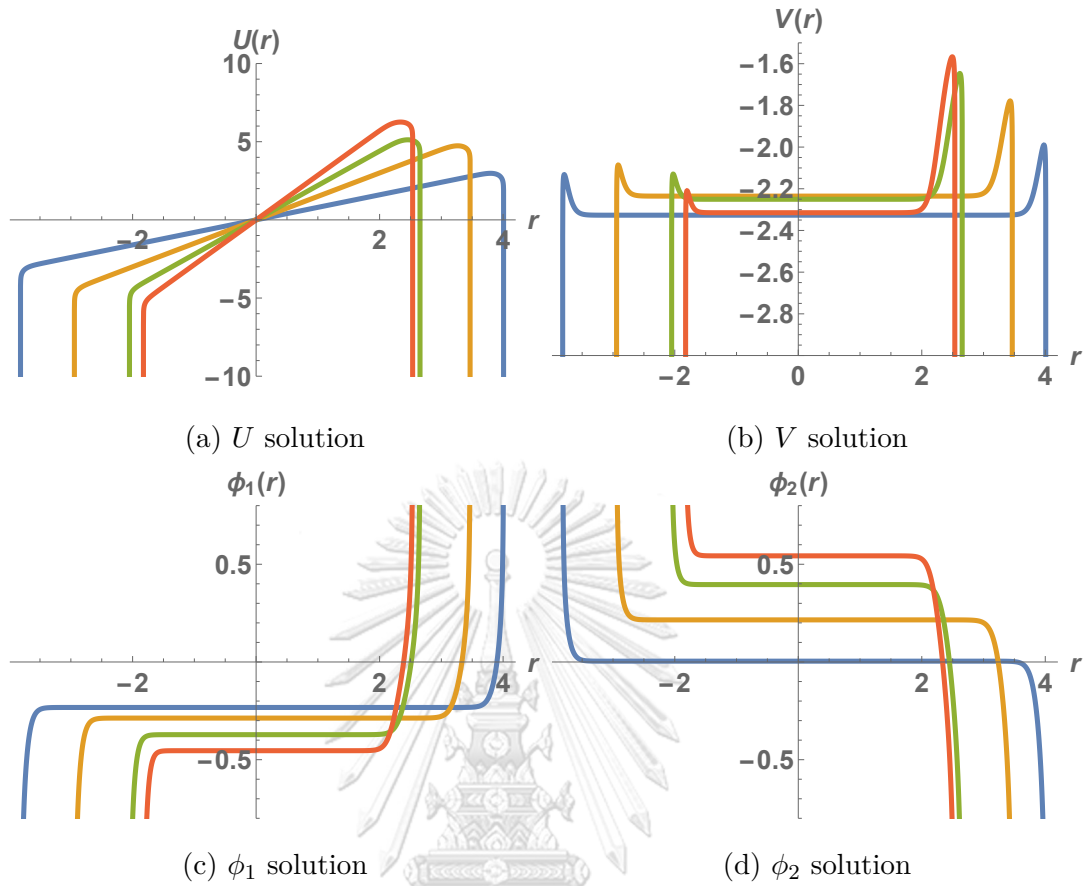 U(r)
10
5
−2
2
4
r
−5
−10
(a) U solution
V(r)
−1.6
−1.8
−2.0
−2.2
−2.4
−2.6
−2.8
−2
0
2
4
r
(b) V solution
ϕ1(r)
0.5
−2
2
4
r
−0.5
(c) ϕ1 solution
ϕ2(r)
0.5
−2
2
4
r
−0.5
(d) ϕ2 solution